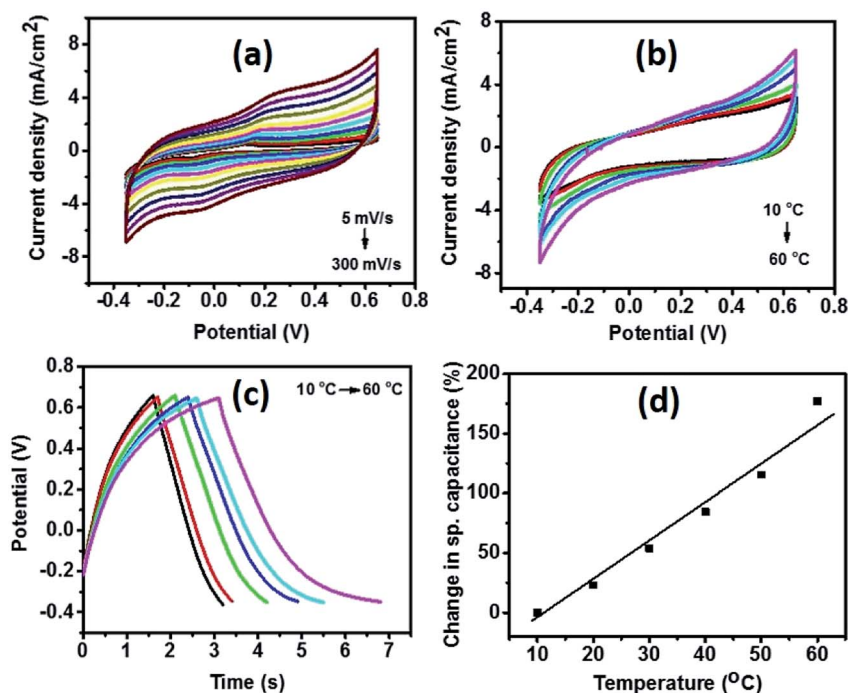 (a)
Current density (mA/cm²)
8
4
0
-4
-8
-0.4 -0.2 0.0 0.2 0.4 0.6 0.8
Potential (V)
5 mV/s
300 mV/s
(b)
Current density (mA/cm²)
8
4
0
-4
-8
-0.4 -0.2 0.0 0.2 0.4 0.6 0.8
Potential (V)
10 °C
60 °C
(c)
10 °C 60 °C
Potential (V)
0.8
0.6
0.4
0.2
0.0
-0.2
-0.4
0 1 2 3 4 5 6 7
Time (s)
(d)
Change in sp. capacitance (%)
200
175
150
100
50
0
10 20 30 40 50 60
Temperature (°C)